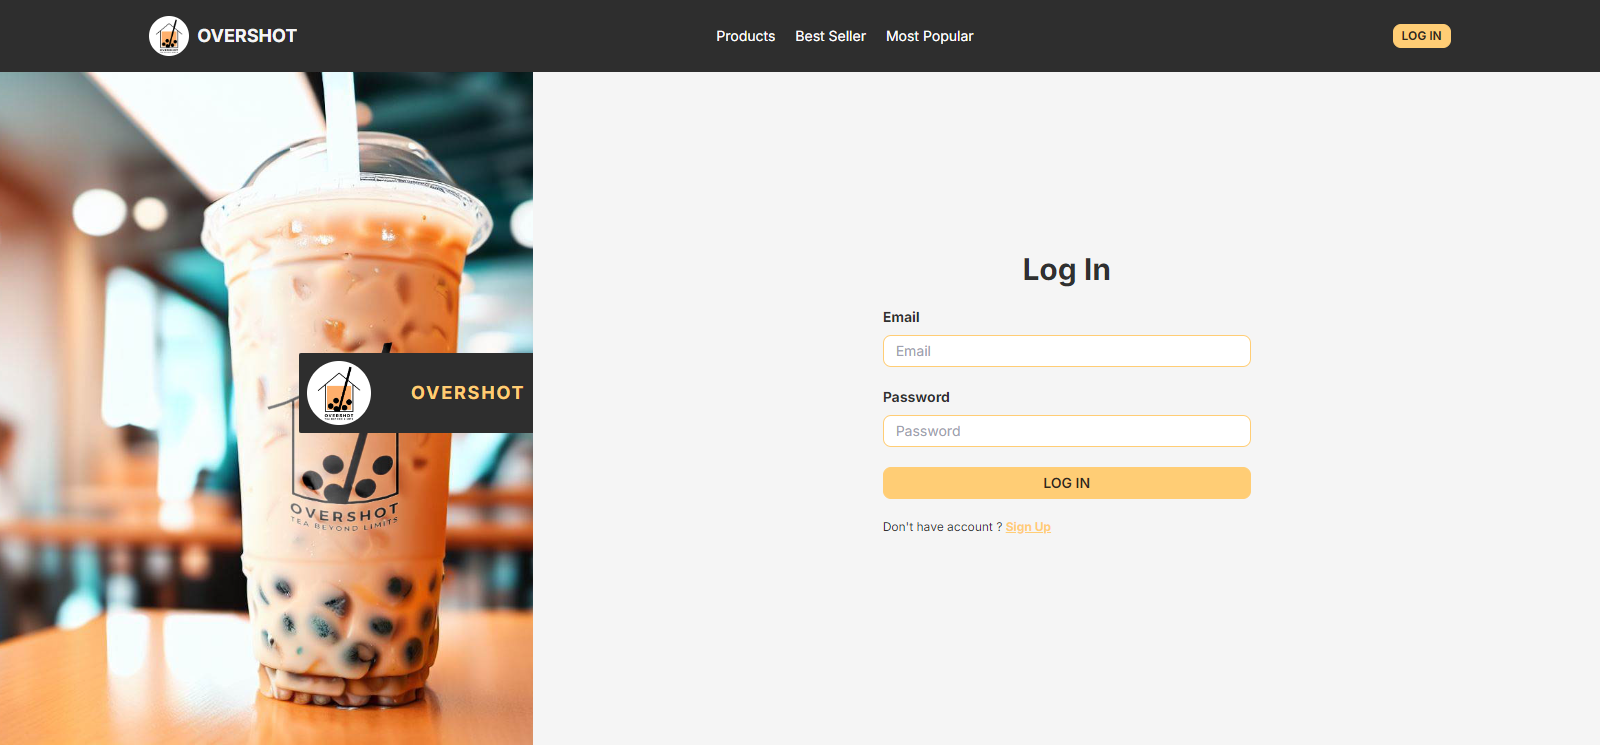 OVERSHOT
Products
Best Seller
Most Popular
LOG IN
OVERSHOT
OVERSHOT
TEA BEYOND LIMITS
Log In
Email
Email
Password
Password
LOG IN
Don't have account ? Sign Up